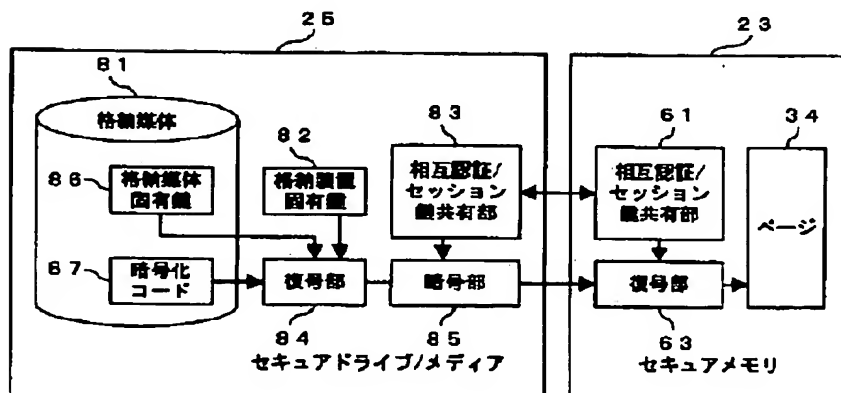 ２６
２３
８１
格納媒体
８２
８３
６１
３４
８６
格納媒体
固有鍵
格納装置
固有鍵
相互認証/
セッション
鍵共有部
相互認証/
セッション
鍵共有部
ページ
８７
暗号化
コード
復号部
暗号部
復号部
８４
８５
６３
セキュアドライブ/メディア
セキュアメモリ